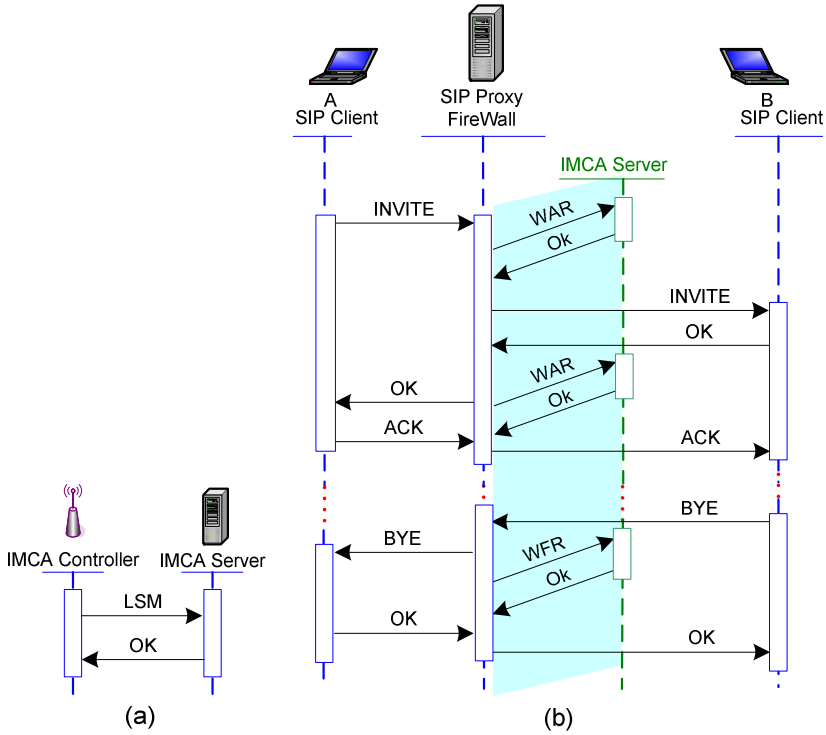 A
SIP Client
SIP Proxy
FireWall
B
SIP Client
IMCA Server
INVITE
WAR
Ok
INVITE
OK
WAR
OK
Ok
ACK
ACK
BYE
BYE
WFR
Ok
OK
OK
IMCA Controller
IMCA Server
LSM
OK
(a)
(b)